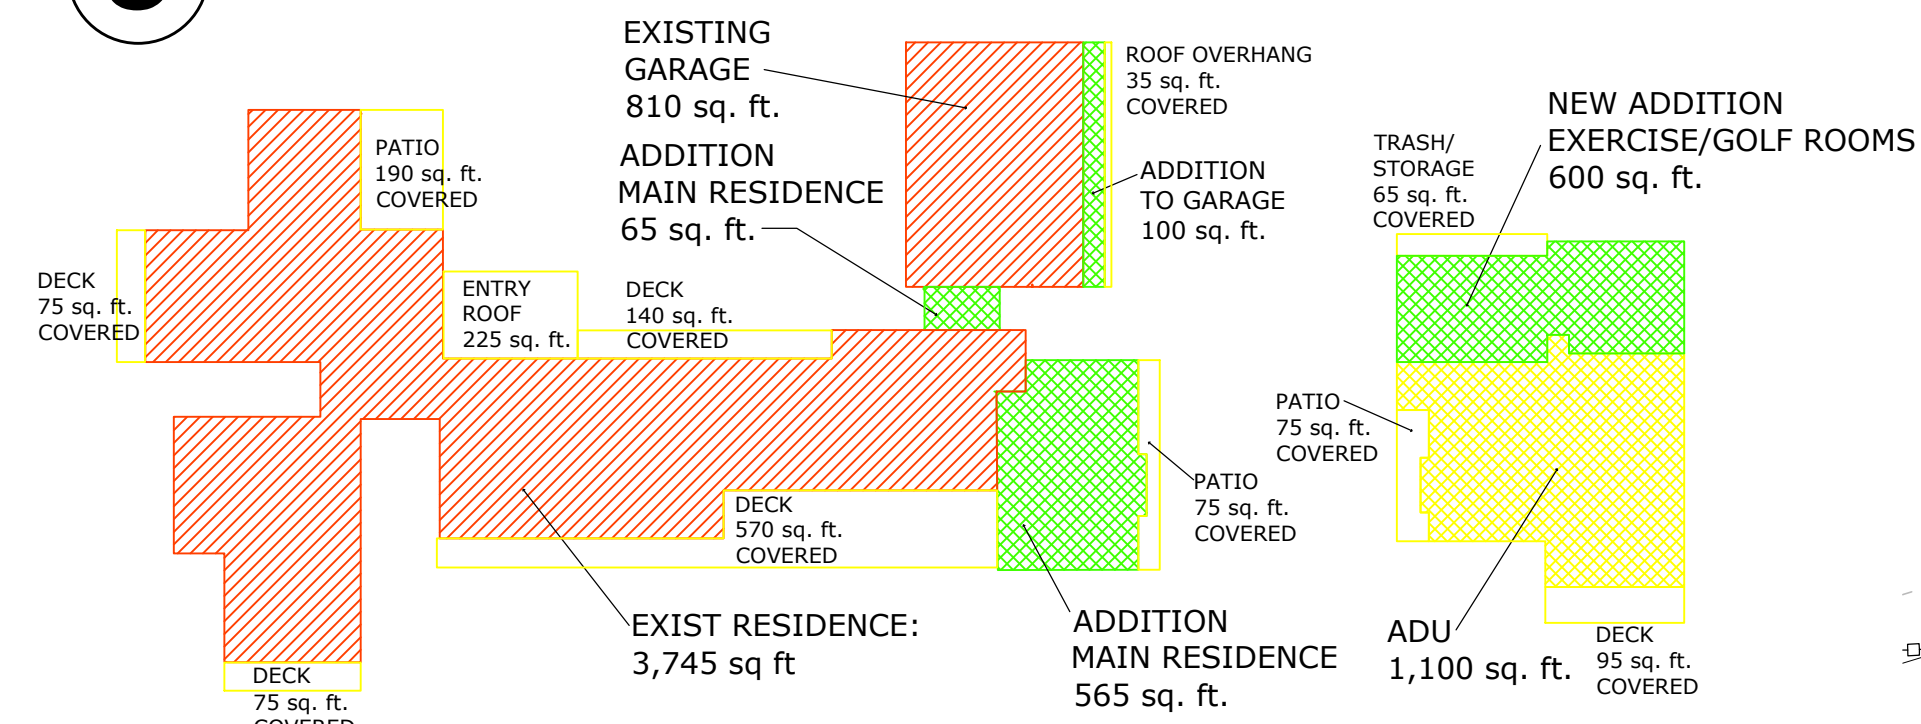 EXISTING
GARAGE
810 sq. ft.
ROOF OVERHANG
35 sq. ft.
COVERED
NEW ADDITION
EXERCISE/GOLF ROOMS
600 sq. ft.
TRASH/
STORAGE
65 sq. ft.
COVERED
PATIO
190 sq. ft.
COVERED
ADDITION
MAIN RESIDENCE
65 sq. ft.
ADDITION
TO GARAGE
100 sq. ft.
DECK
75 sq. ft.
COVERED
ENTRY
ROOF
225 sq. ft.
DECK
140 sq. ft.
COVERED
PATIO
75 sq. ft.
COVERED
PATIO
75 sq. ft.
COVERED
DECK
570 sq. ft.
COVERED
EXIST RESIDENCE:
3,745 sq ft
ADDITION
MAIN RESIDENCE
565 sq. ft.
ADU
1,100 sq. ft.
DECK
95 sq. ft.
COVERED
DECK
75 sq. ft.
COVERED